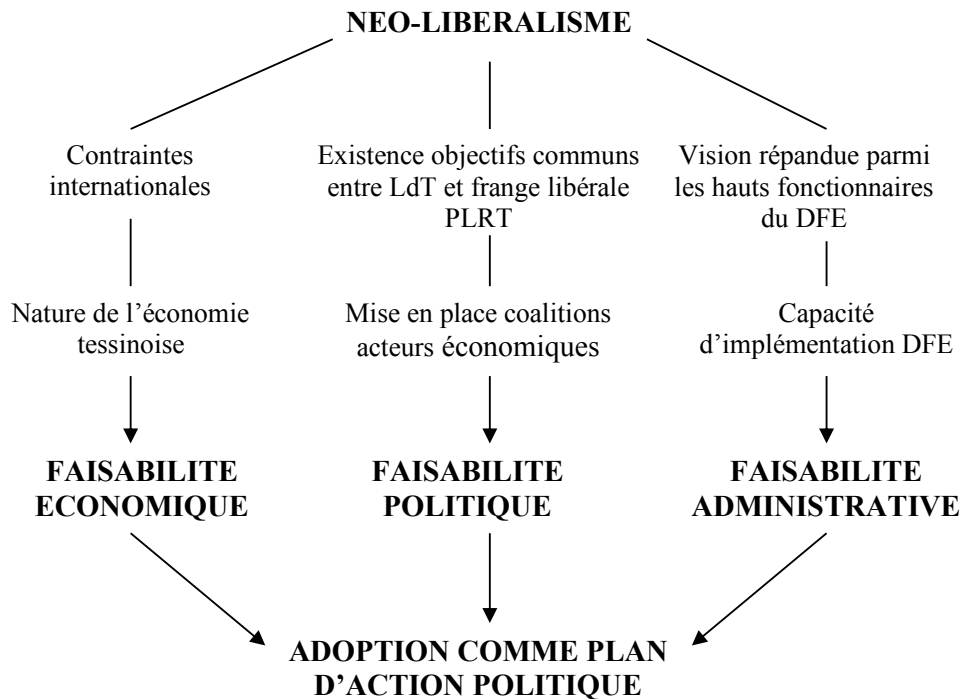 NEO-LIBERALISME
Contraintes
internationales
Existence objectifs communs
entre LdT et frange libérale
PLRT
Vision répandue parmi
les hauts fonctionnaires
du DFE
Nature de l’économie
tessinoise
Mise en place coalitions
acteurs économiques
Capacité
d’implémentation DFE
FAISABILITE
ECONOMIQUE
FAISABILITE
POLITIQUE
FAISABILITE
ADMINISTRATIVE
ADOPTION COMME PLAN
D’ACTION POLITIQUE